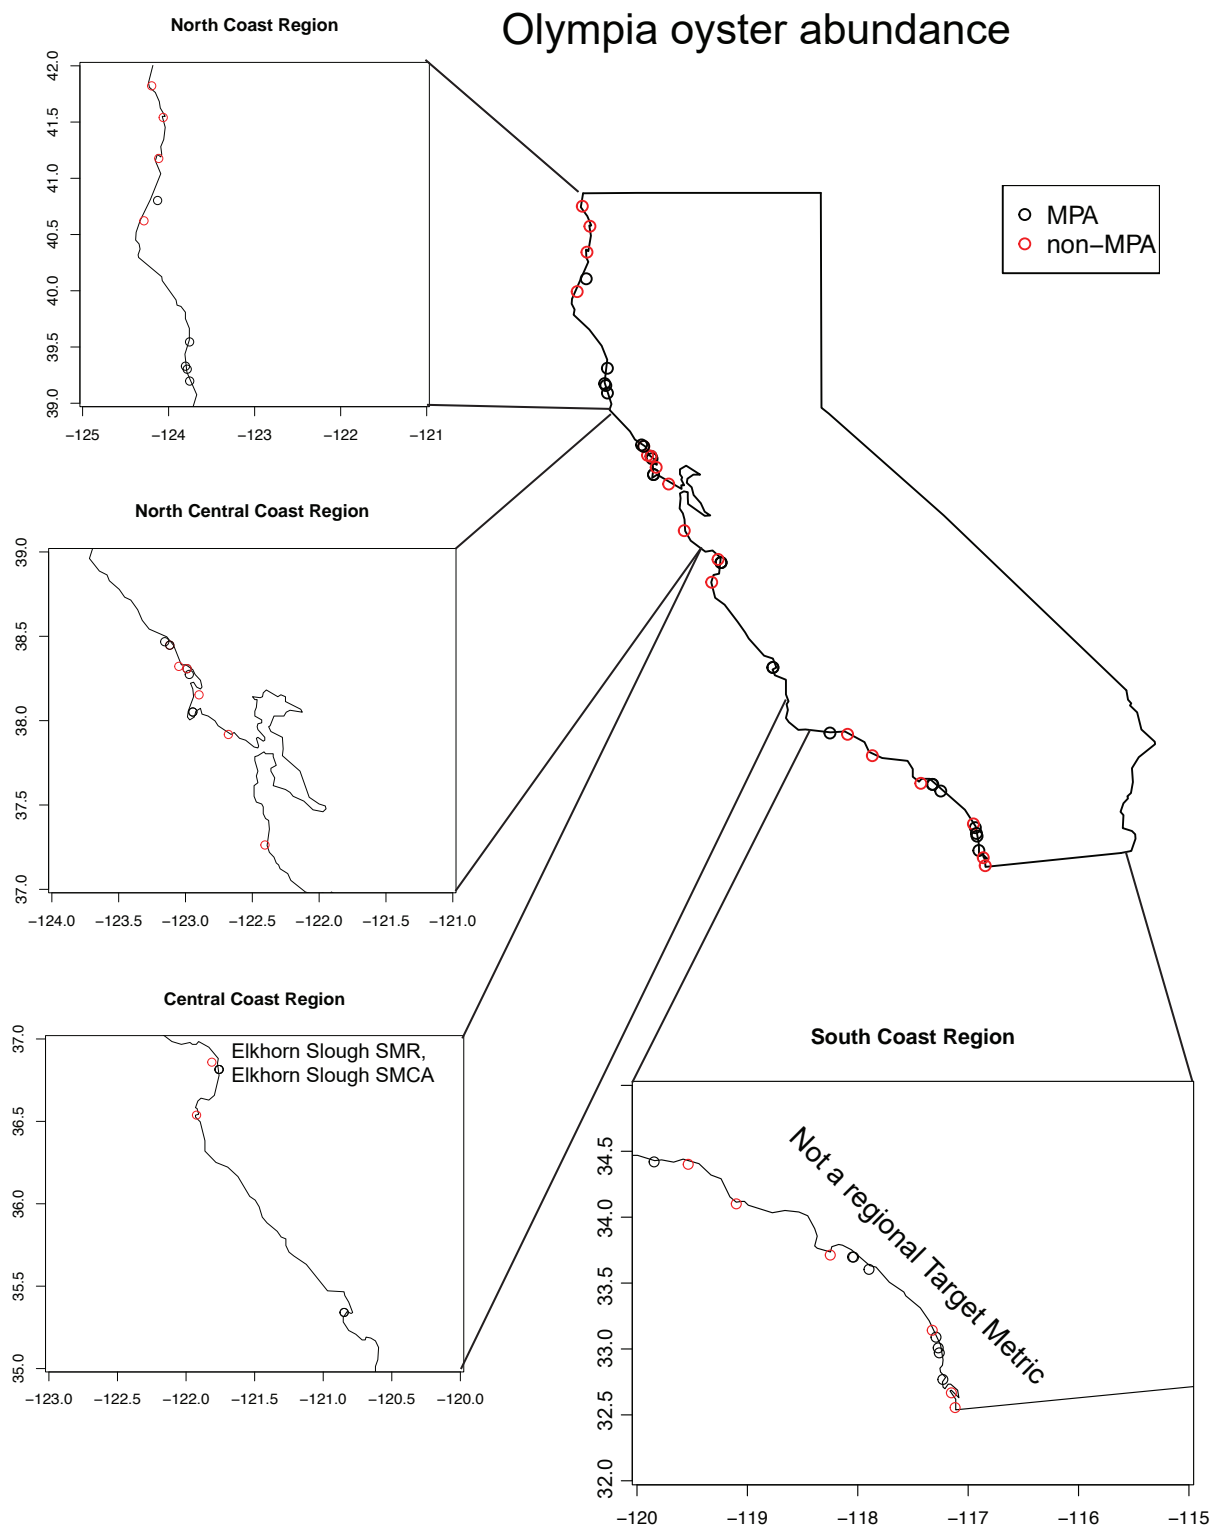 Olympia oyster abundance
North Coast Region
42.0
41.5
41.0
40.5
40.0
39.5
39.0
−125 −124 −123 −122 −121
MPA
non−MPA
North Central Coast Region
39.0
38.5
38.0
37.5
37.0
−124.0 −123.5 −123.0 −122.5 −122.0 −121.5 −121.0
Central Coast Region
37.0
36.5
36.0
35.5
35.0
Elkhorn Slough SMR,
Elkhorn Slough SMCA
−123.0 −122.5 −122.0 −121.5 −121.0 −120.5 −120.0
South Coast Region
34.5
34.0
33.5
33.0
32.5
32.0
Not a regional Target Metric
−120 −119 −118 −117 −116 −115